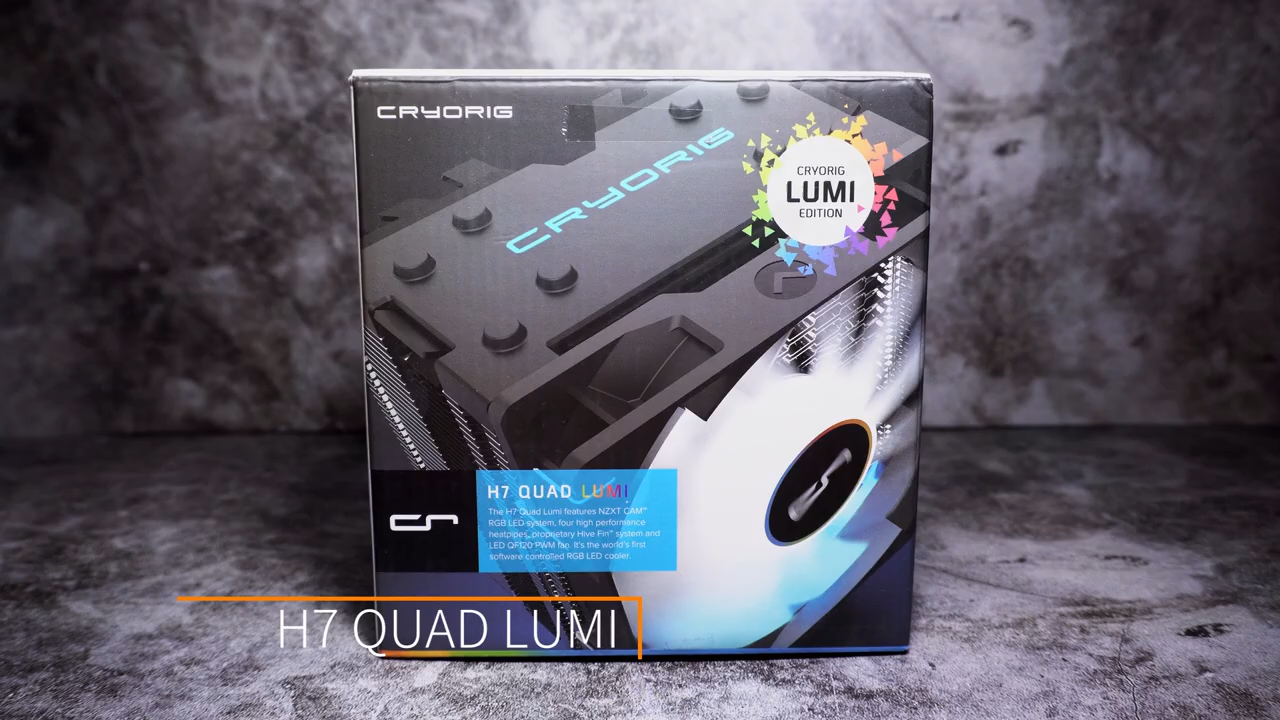 CRYORIG
CRYORIG
CRYORIG
LUMI
EDITION
H7 QUAD LUMI
The H7 Quad Lumi features NZXT CAM™
RGB LED system, four high performance
heatpipes, proprietary Hive Fin™ system and
LED QF120 PWM fan. It's the world's first
software controlled RGB LED cooler.
cr
H7 QUAD LUMI